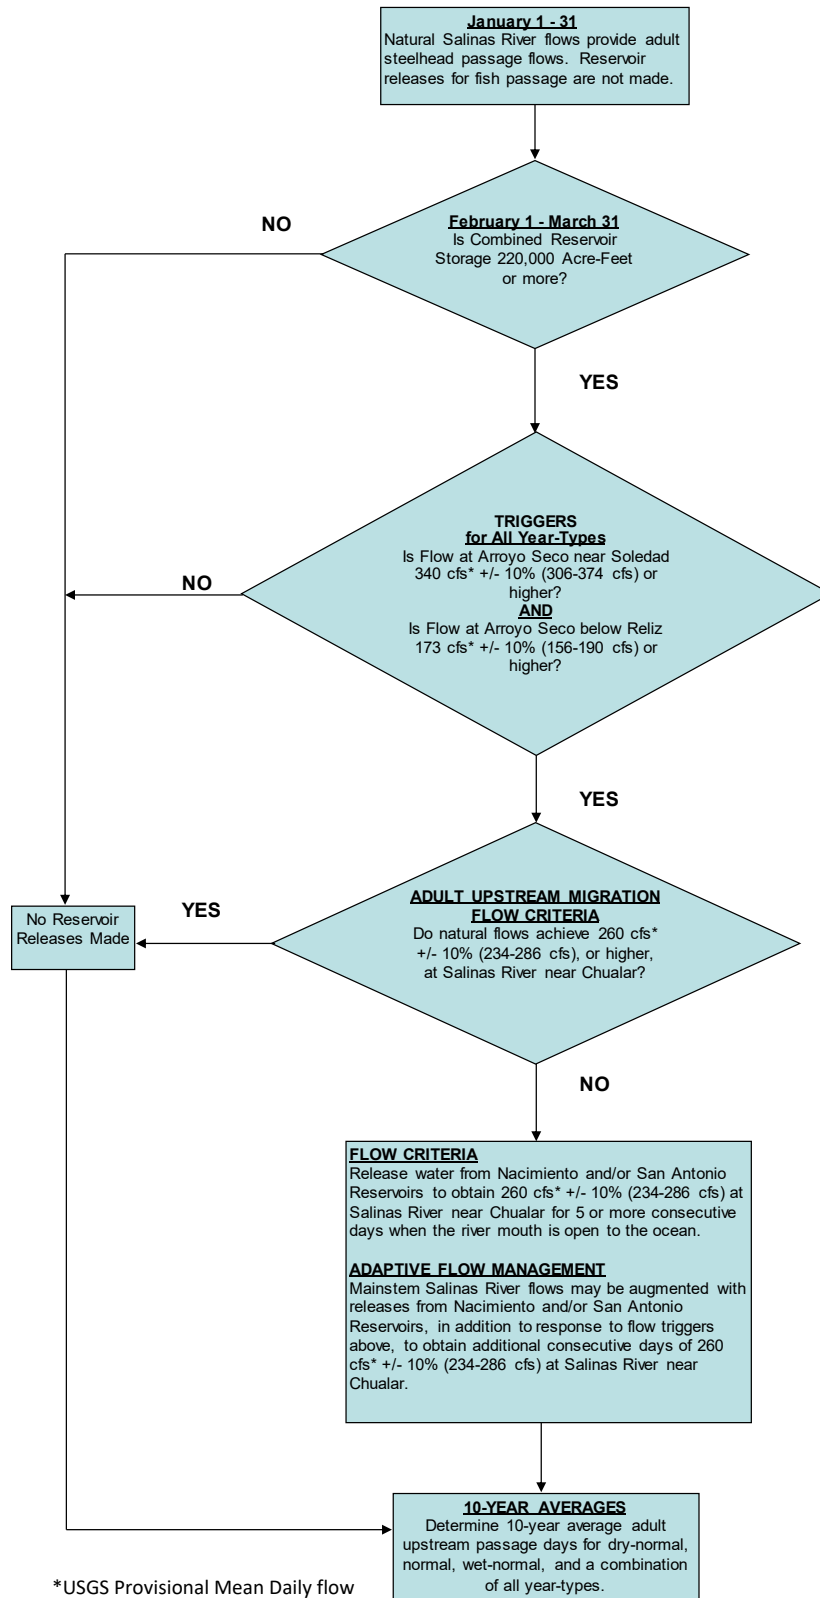 January 1 - 31
Natural Salinas River flows provide adult
steelhead passage flows. Reservoir
releases for fish passage are not made.
NO
February 1 - March 31
Is Combined Reservoir
Storage 220,000 Acre-Feet
or more?
YES
TRIGGERS
for All Year-Types
Is Flow at Arroyo Seco near Soledad
340 cfs* +/- 10% (306-374 cfs) or
higher?
AND
Is Flow at Arroyo Seco below Reliz
173 cfs* +/- 10% (156-190 cfs) or
higher?
NO
YES
ADULT UPSTREAM MIGRATION
FLOW CRITERIA
Do natural flows achieve 260 cfs*
+/- 10% (234-286 cfs), or higher,
at Salinas River near Chualar?
YES
No Reservoir
Releases Made
NO
FLOW CRITERIA
Release water from Nacimiento and/or San Antonio
Reservoirs to obtain 260 cfs* +/- 10% (234-286 cfs) at
Salinas River near Chualar for 5 or more consecutive
days when the river mouth is open to the ocean.
ADAPTIVE FLOW MANAGEMENT
Mainstem Salinas River flows may be augmented with
releases from Nacimiento and/or San Antonio
Reservoirs, in addition to response to flow triggers
above, to obtain additional consecutive days of 260
cfs* +/- 10% (234-286 cfs) at Salinas River near
Chualar.
10-YEAR AVERAGES
Determine 10-year average adult
upstream passage days for dry-normal,
normal, wet-normal, and a combination
of all year-types.
*USGS Provisional Mean Daily flow